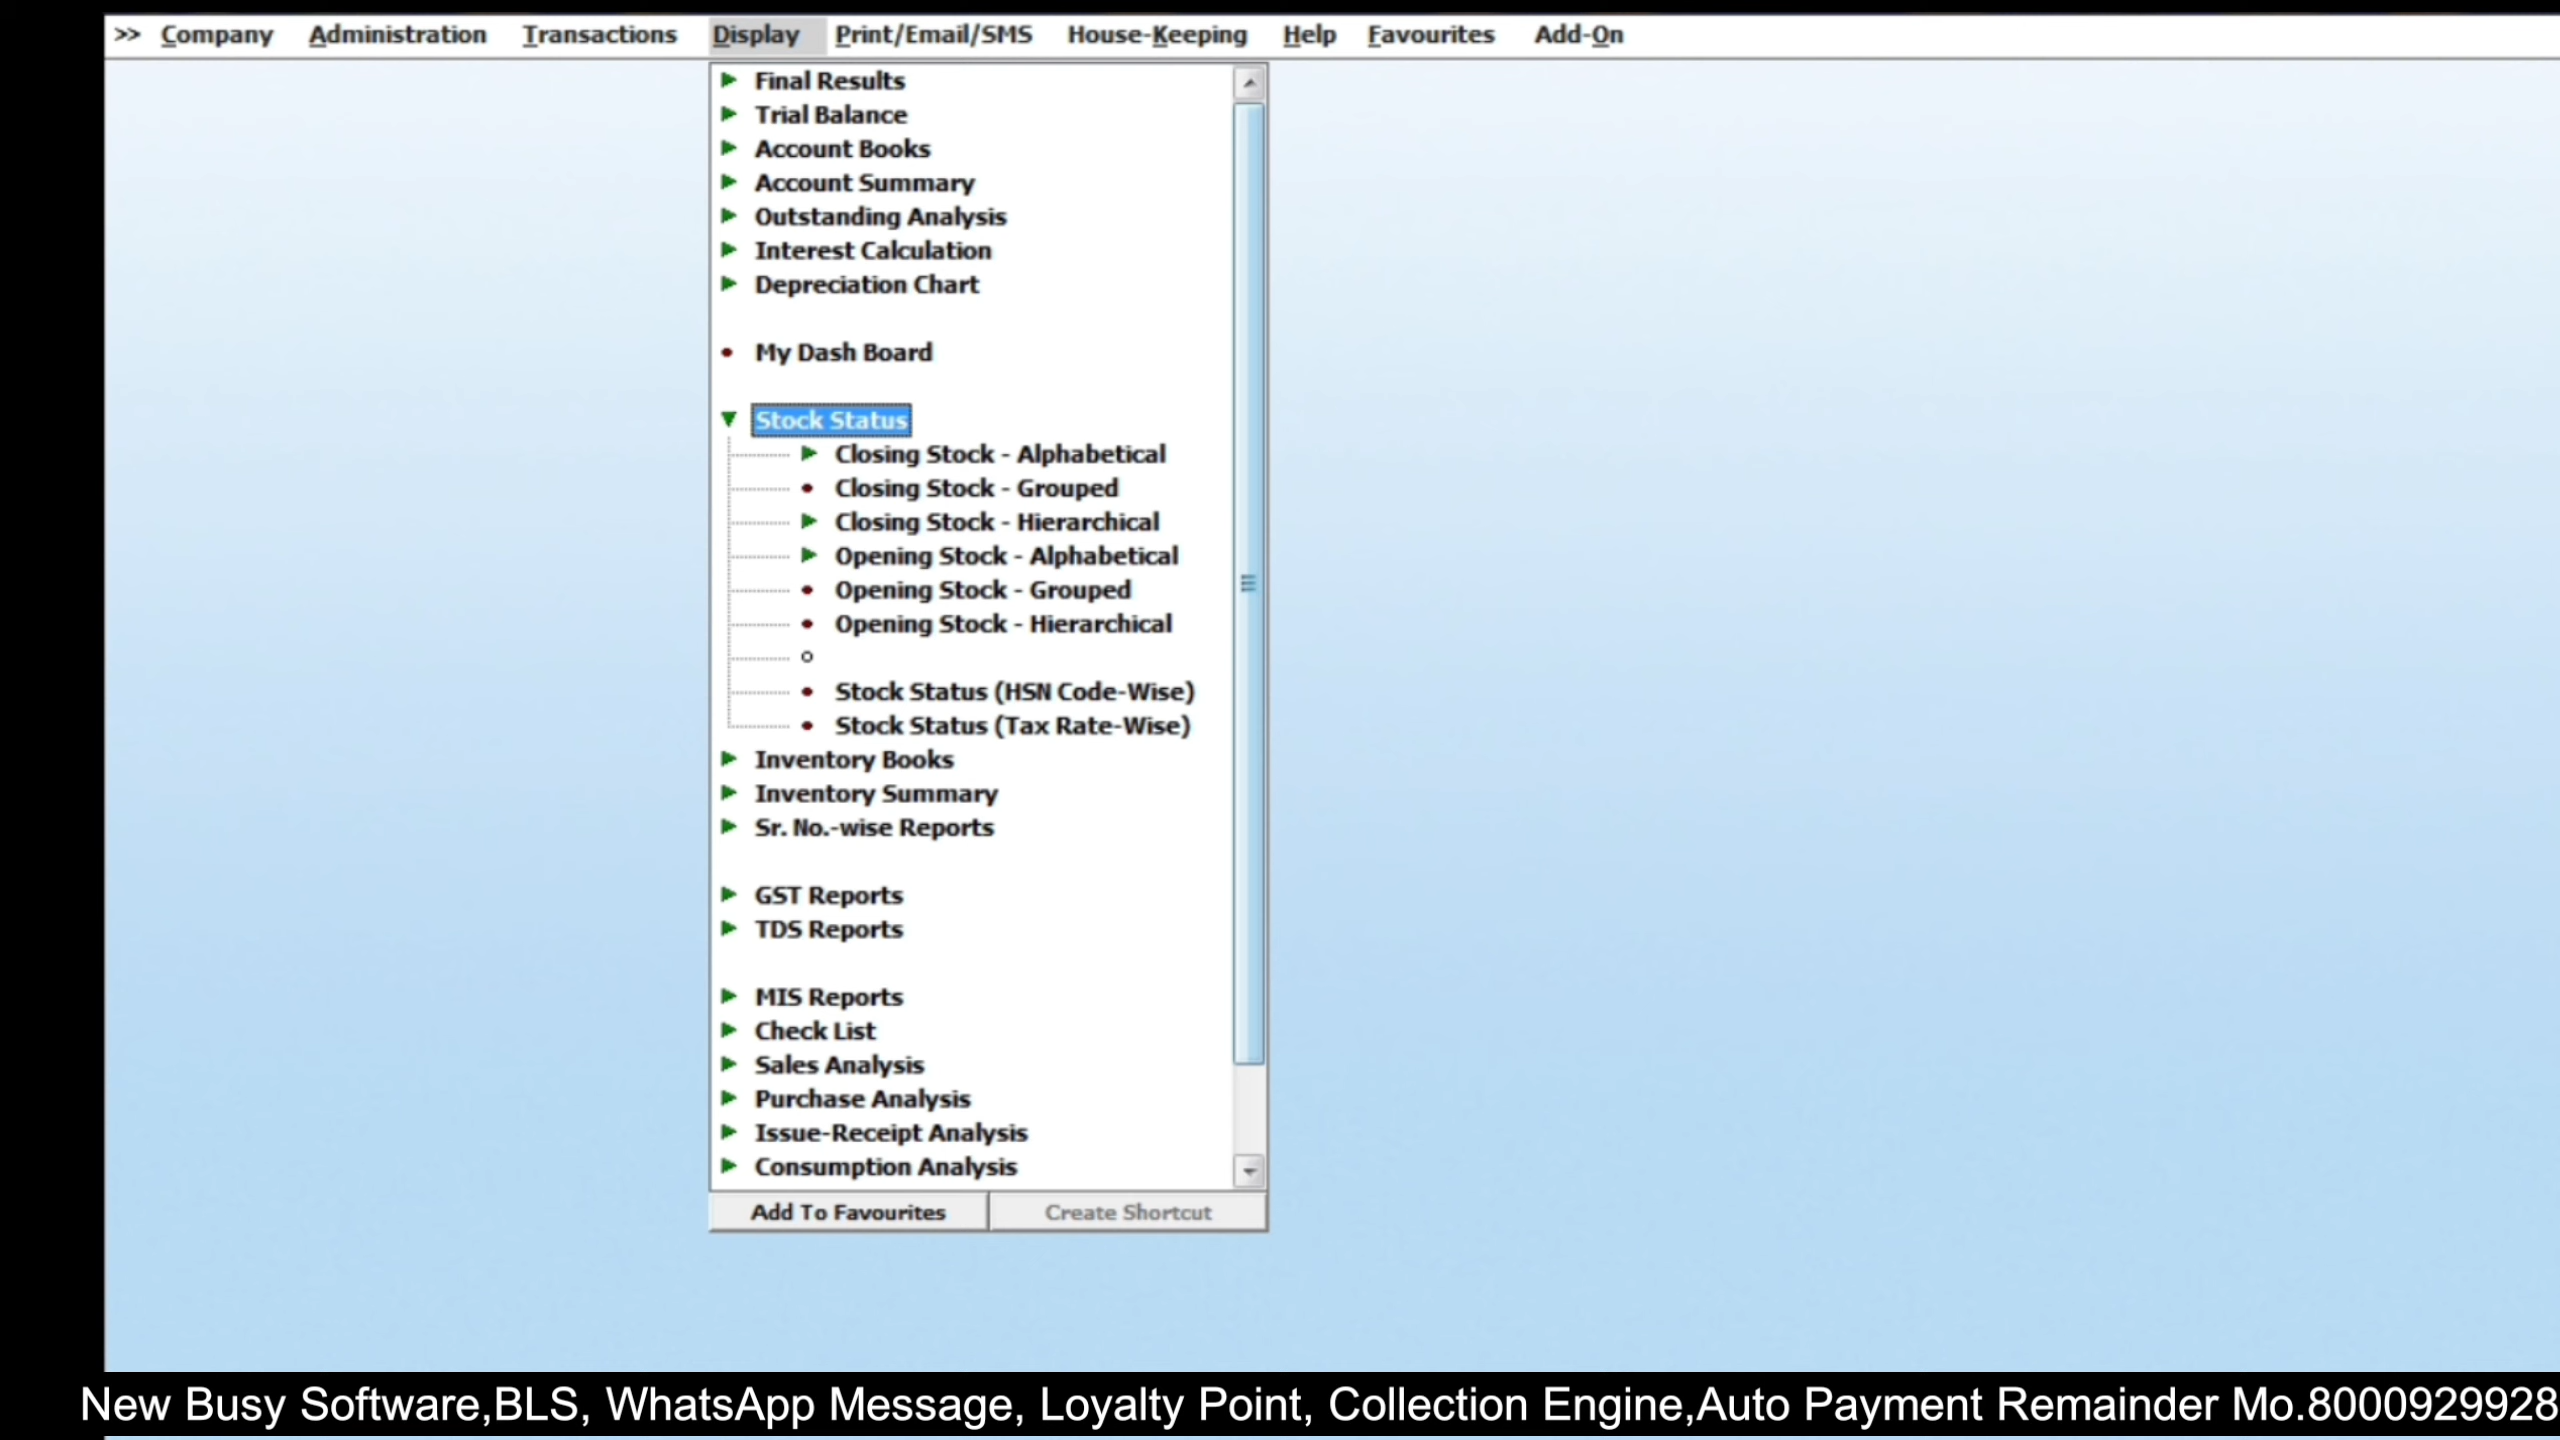 >> Company Administration Transactions Display Print/Email/SMS House-Keeping Help Favourites Add-On
Final Results
Trial Balance
Account Books
Account Summary
Outstanding Analysis
Interest Calculation
Depreciation Chart
My Dash Board
Stock Status
Closing Stock - Alphabetical
Closing Stock - Grouped
Closing Stock - Hierarchical
Opening Stock - Alphabetical
Opening Stock - Grouped
Opening Stock - Hierarchical
Stock Status (HSN Code-Wise)
Stock Status (Tax Rate-Wise)
Inventory Books
Inventory Summary
Sr. No.-wise Reports
GST Reports
TDS Reports
MIS Reports
Check List
Sales Analysis
Purchase Analysis
Issue-Receipt Analysis
Consumption Analysis
Add To Favourites Create Shortcut
New Busy Software,BLS, WhatsApp Message, Loyalty Point, Collection Engine,Auto Payment Remainder Mo.8000929928